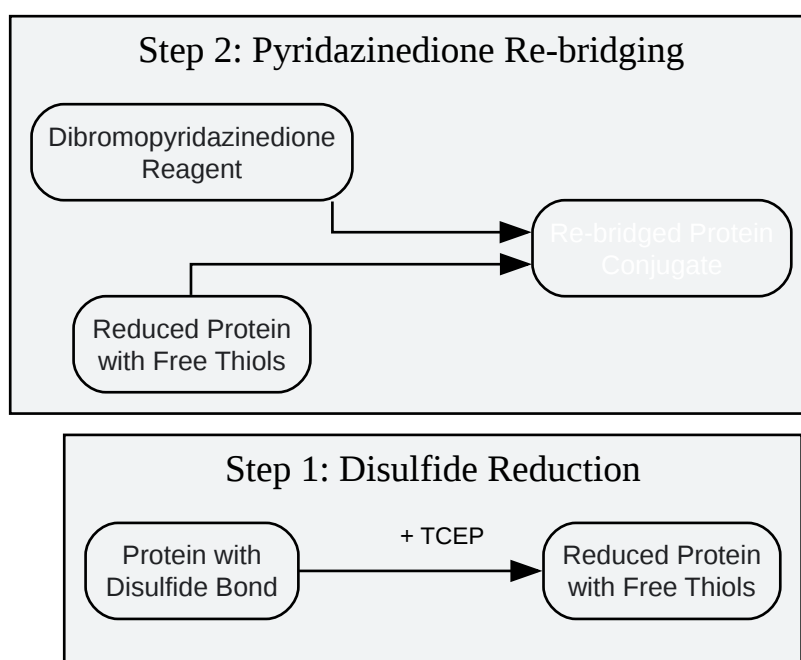 Step 2: Pyridazinedione Re-bridging
Dibromopyridazinedione
Reagent
Re-bridged Protein
Conjugate
Reduced Protein
with Free Thiols
Step 1: Disulfide Reduction
+ TCEP
Protein with
Disulfide Bond
Reduced Protein
with Free Thiols